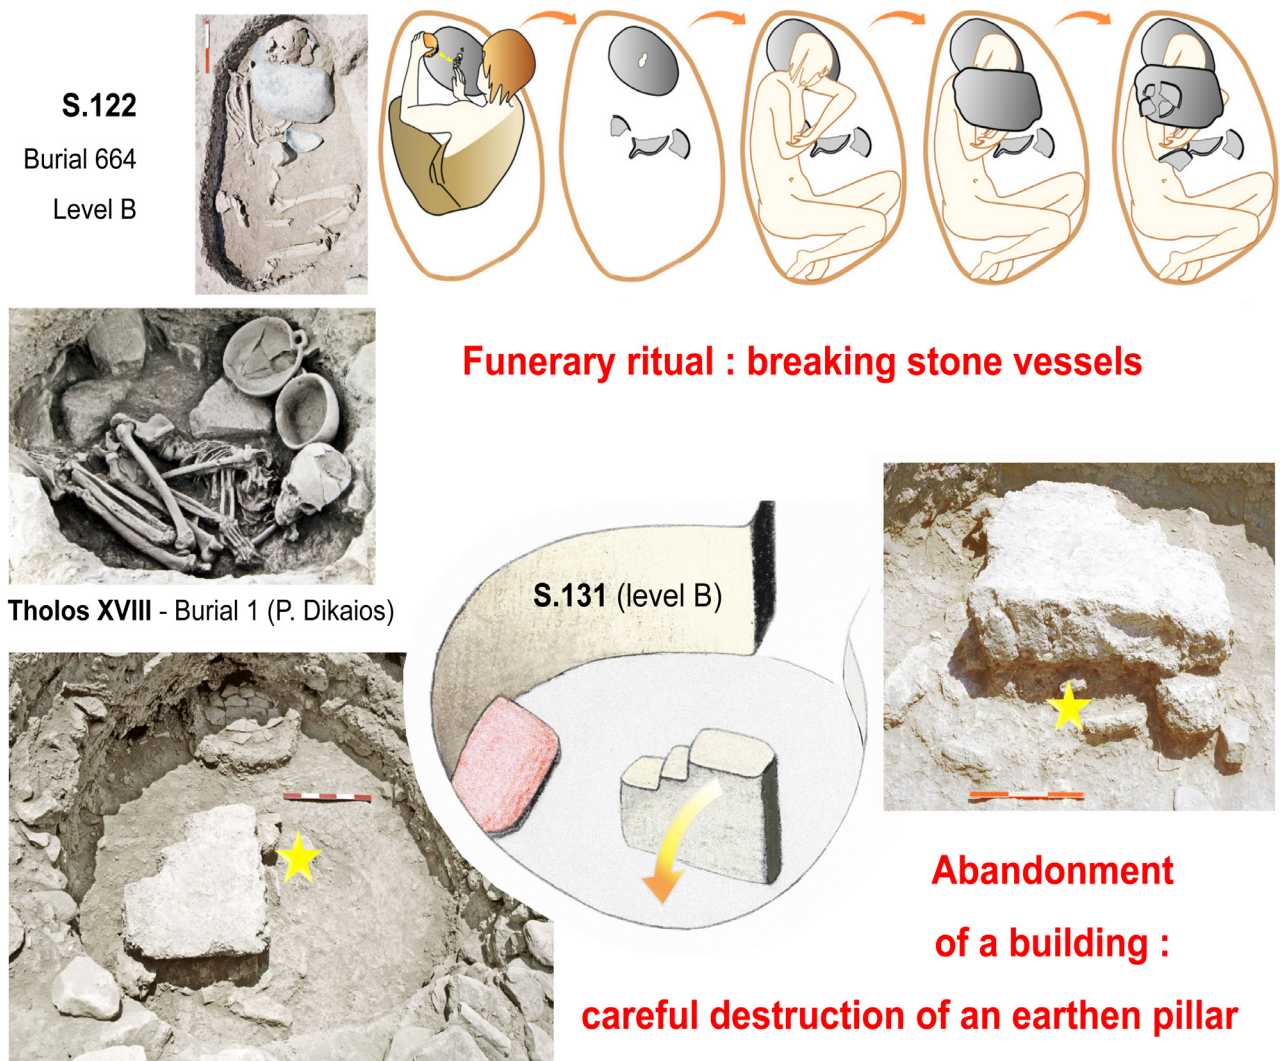 S.122
Burial 664
Level B
Funerary ritual : breaking stone vessels
Tholos XVIII - Burial 1 (P. Dikaios)
S.131 (level B)
Abandonment
of a building :
careful destruction of an earthen pillar